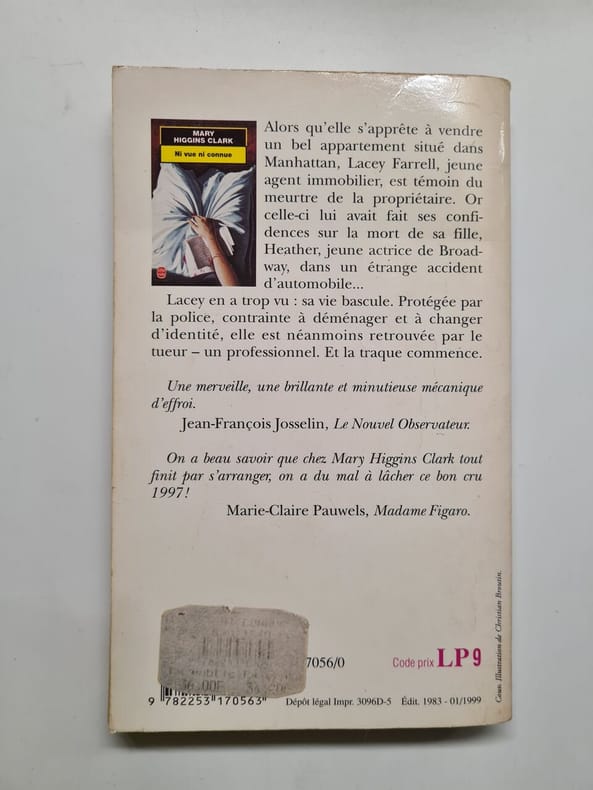 MARY
HIGGINS CLARK
Ni vue ni connue
Alors qu'elle s'apprête à vendre
un bel appartement situé dans
Manhattan, Lacey Farrell, jeune
agent immobilier, est témoin du
meurtre de la propriétaire. Or
celle-ci lui avait fait ses confi-
dences sur la mort de sa fille,
Heather, jeune actrice de Broad-
way, dans un étrange accident
d'automobile...
Lacey en a trop vu : sa vie bascule. Protégée par
la police, contrainte à déménager et à changer
d'identité, elle est néanmoins retrouvée par le
tueur – un professionnel. Et la traque commence.
Une merveille, une brillante et minutieuse mécanique
d'effroi.
Jean-François Josselin, Le Nouvel Observateur.
On a beau savoir que chez Mary Higgins Clark tout
finit par s'arranger, on a du mal à lâcher ce bon cru
1997 !
Marie-Claire Pauwels, Madame Figaro.
Couv. Illustration de Christian Broutin.
7056/0
Code prix LP9
9 782253 170563
Dépôt légal Impr. 3096D-5 Édit. 1983 - 01/1999